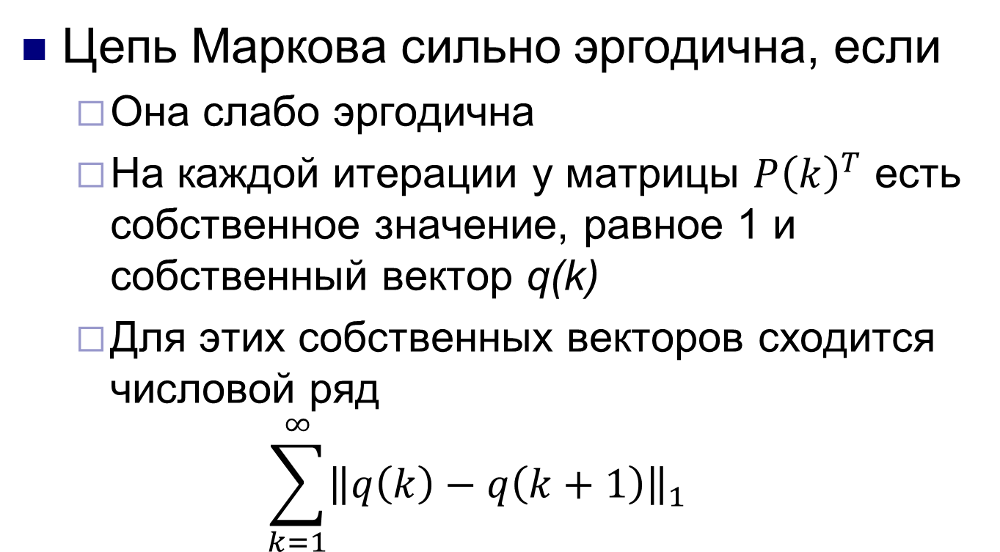 Цепь Маркова сильно эргодична, если
Она слабо эргодична
На каждой итерации у матрицы $P(k)^T$ есть
собственное значение, равное 1 и
собственный вектор q(k)
Для этих собственных векторов сходится
числовой ряд
$\sum_{k=1}^{\infty} \|q(k) - q(k+1)\|_1$